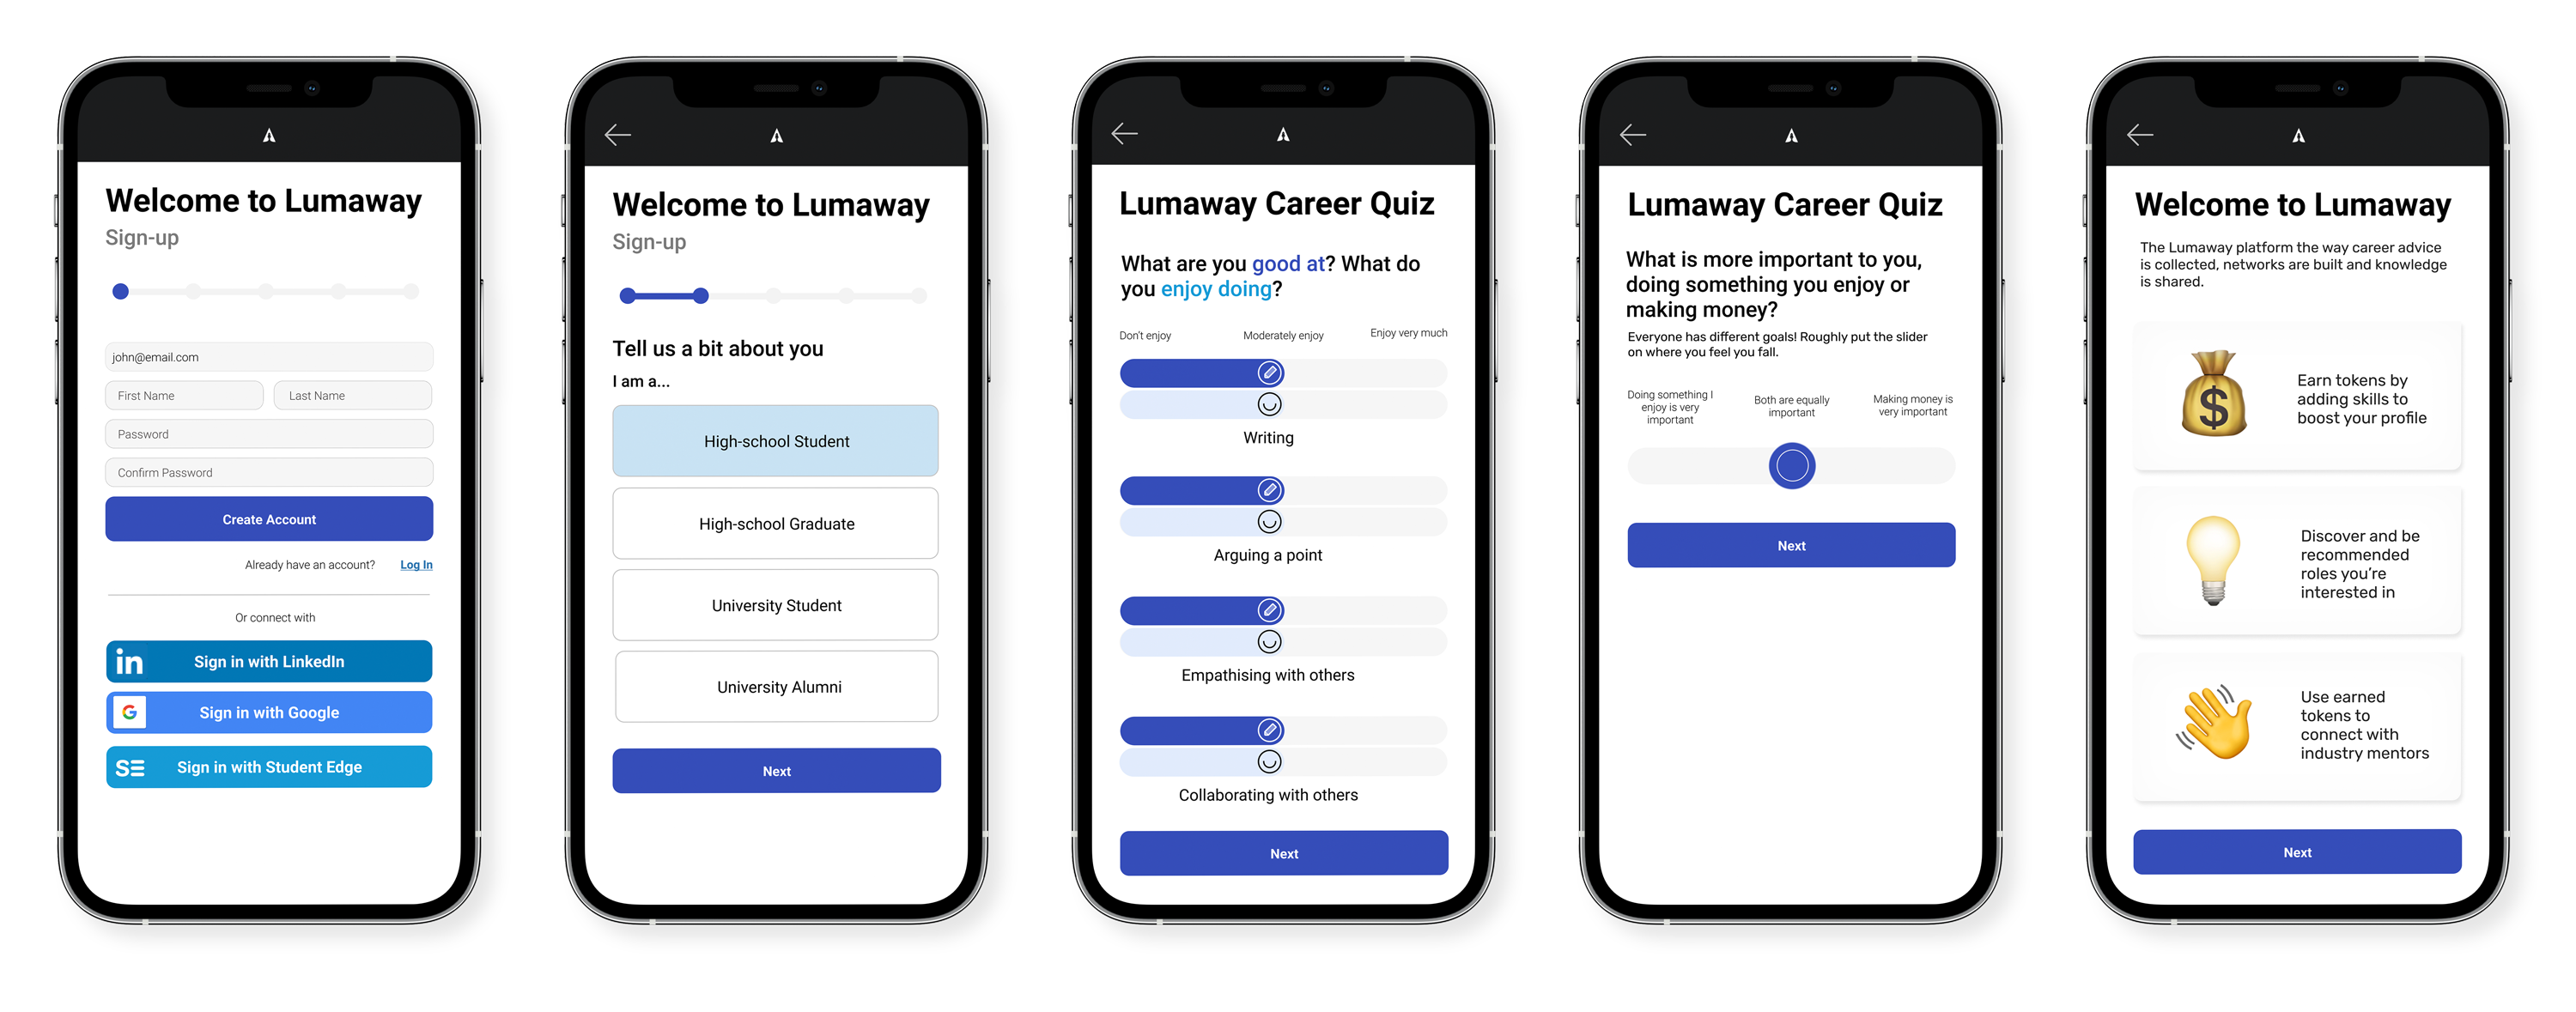 Welcome to Lumaway
Sign-up
john@email.com
First Name
Last Name
Password
Confirm Password
Create Account
Already have an account?
Log In
Or connect with
in
Sign in with LinkedIn
G
Sign in with Google
SE
Sign in with Student Edge
Welcome to Lumaway
Sign-up
Tell us a bit about you
I am a...
High-school Student
High-school Graduate
University Student
University Alumni
Next
Lumaway Career Quiz
What are you good at? What do
you enjoy doing?
Don't enjoy
Moderately enjoy
Enjoy very much
Writing
Arguing a point
Empathising with others
Collaborating with others
Next
Lumaway Career Quiz
What is more important to you,
doing something you enjoy or
making money?
Everyone has different goals! Roughly put the slider
on where you feel you fall.
Doing something I
enjoy is very
important
Both are equally
important
Making money is
very important
Next
Welcome to Lumaway
The Lumaway platform the way career advice
is collected, networks are built and knowledge
is shared.
$
Earn tokens by
adding skills to
boost your profile
Discover and be
recommended
roles you're
interested in
Use earned
tokens to
connect with
industry mentors
Next